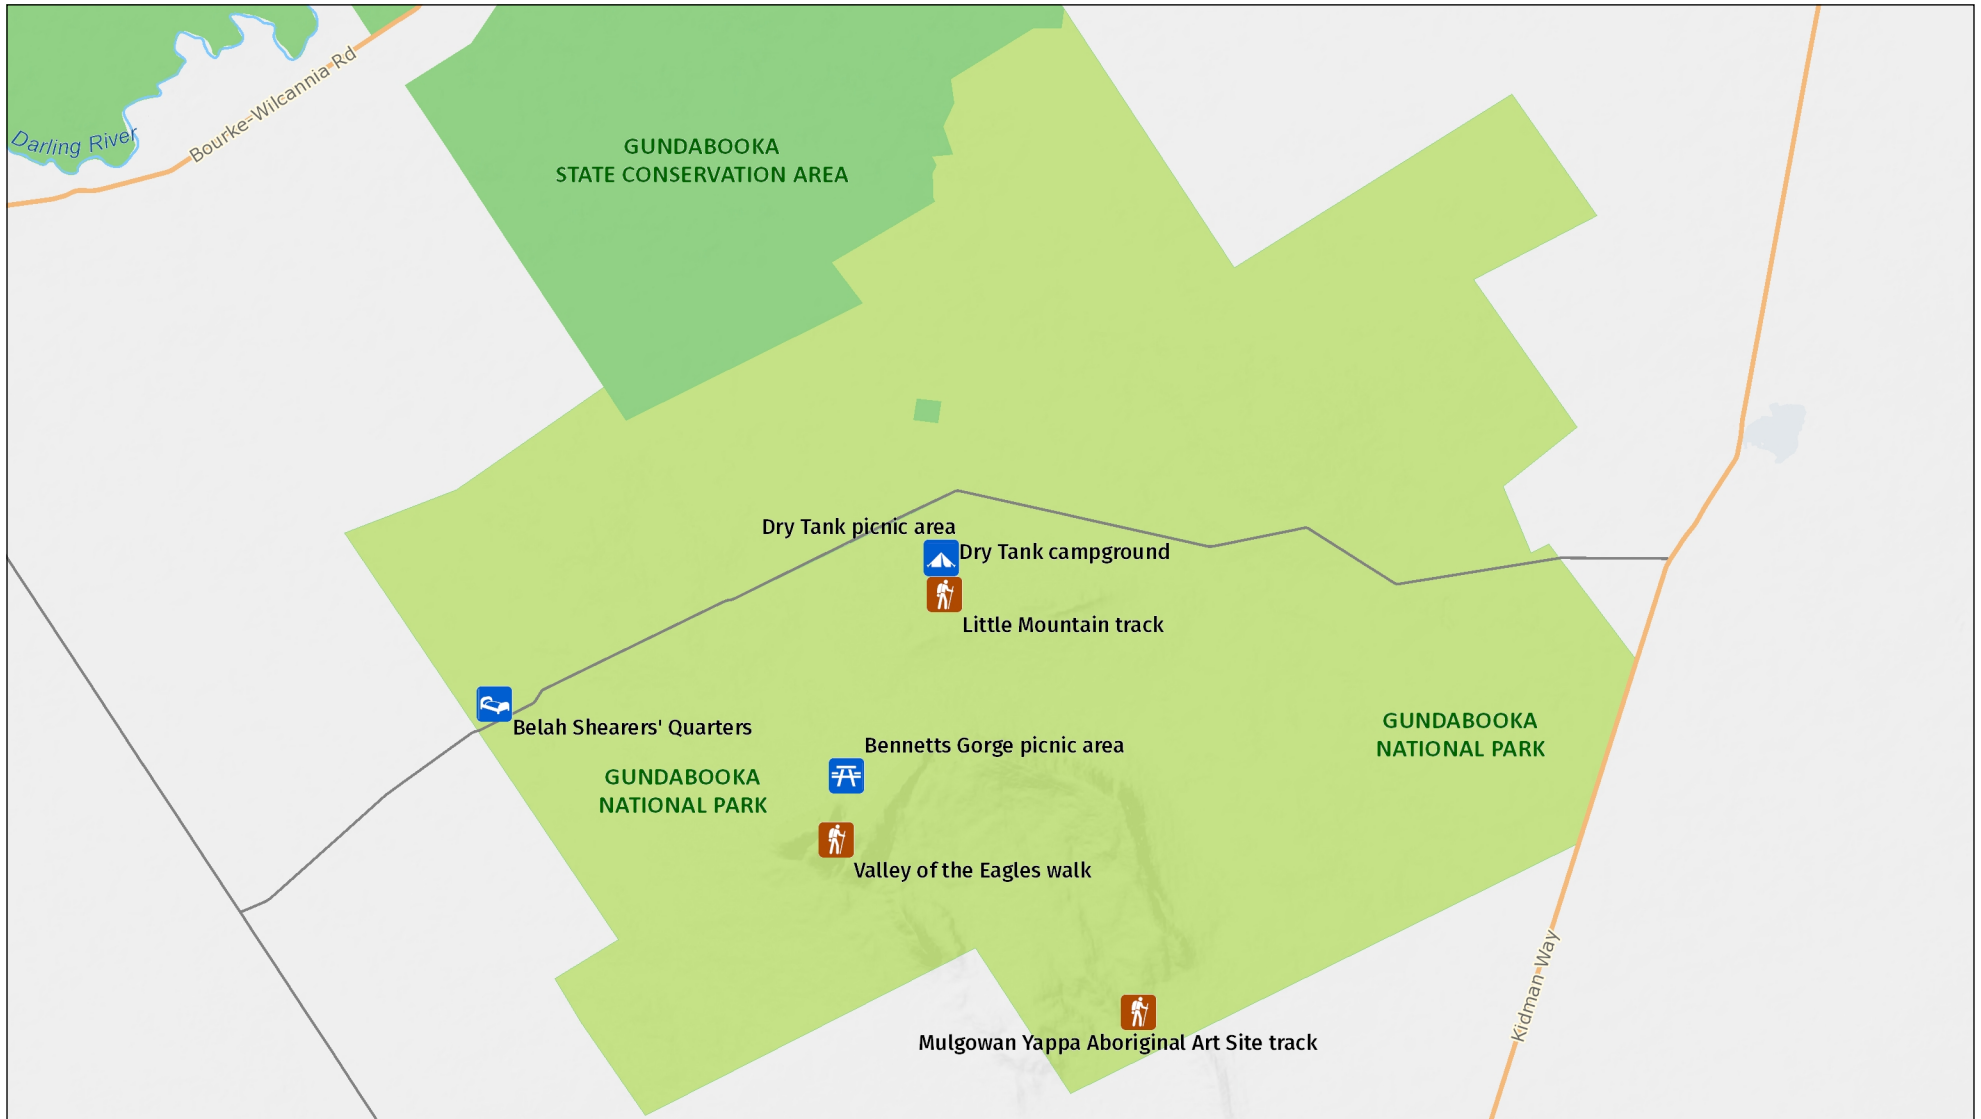 Bourke-Wilcannia Rd
Darling River
GUNDABOOKA
STATE CONSERVATION AREA
Dry Tank picnic area
Dry Tank campground
Little Mountain track
Belah Shearers' Quarters
GUNDABOOKA
NATIONAL PARK
Bennetts Gorge picnic area
GUNDABOOKA
NATIONAL PARK
Valley of the Eagles walk
Kidman Way
Mulgowan Yappa Aboriginal Art Site track